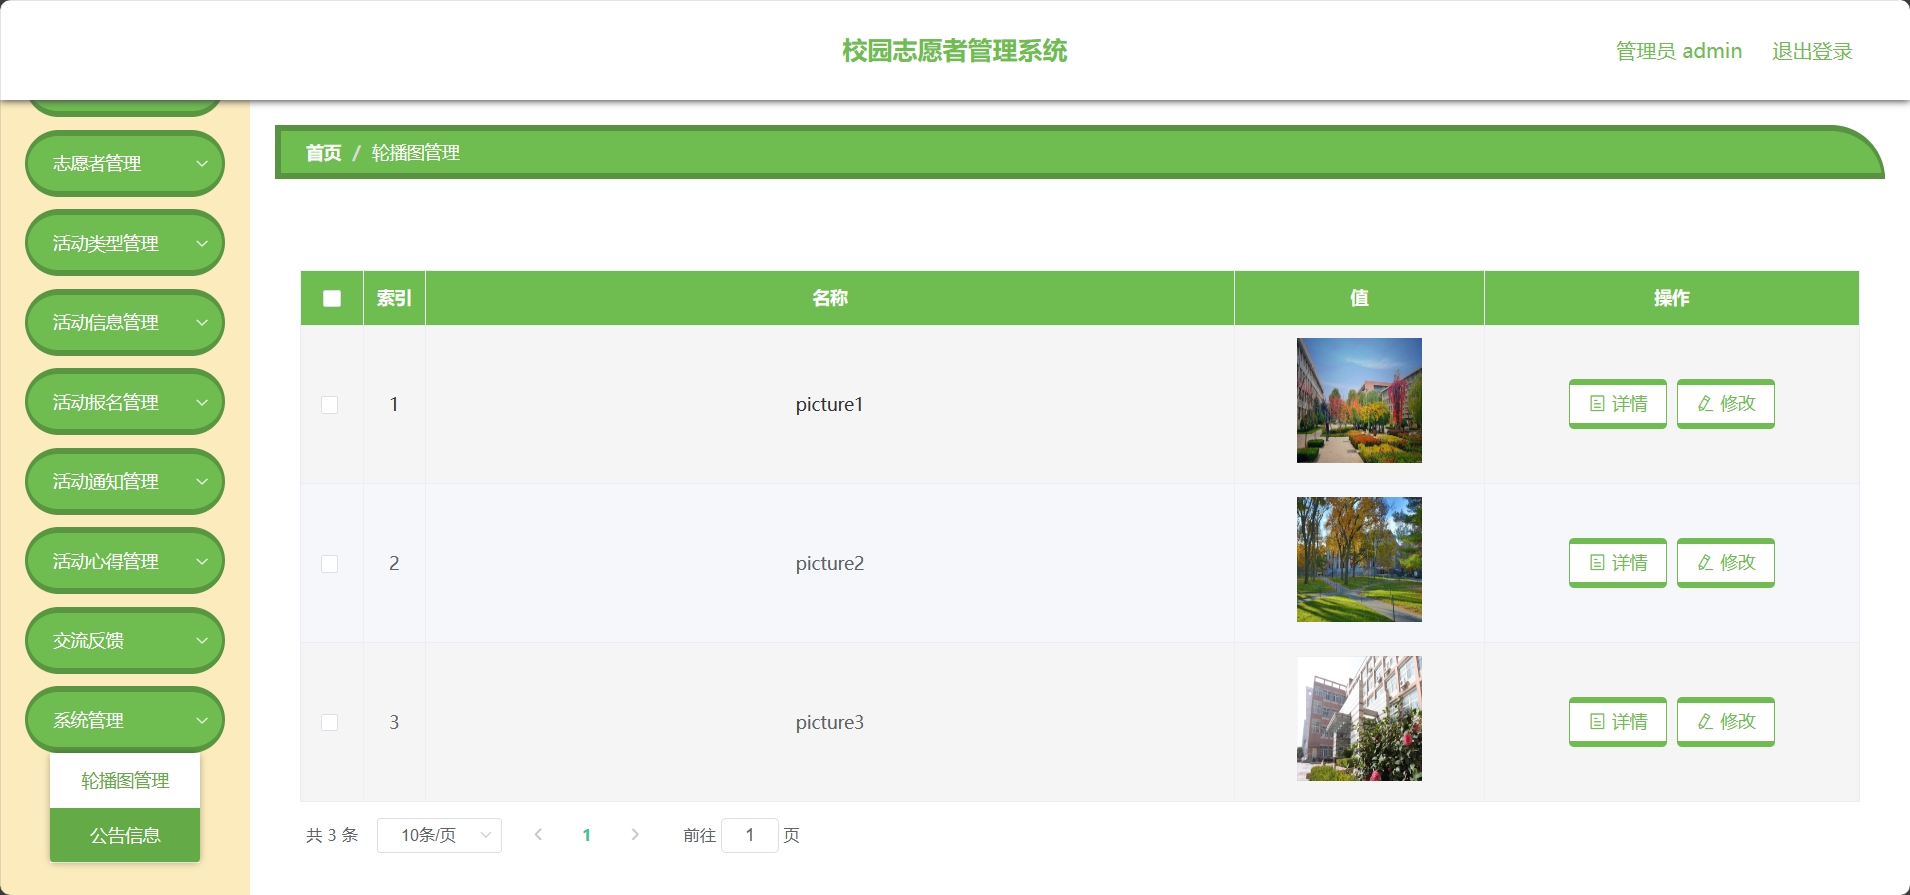 校园志愿者管理系统
管理员 admin 退出登录
首页 / 轮播图管理
志愿者管理
活动类型管理
活动信息管理
活动报名管理
活动通知管理
活动心得管理
交流反馈
系统管理
轮播图管理
公告信息
索引 名称 值 操作
1 picture1 详情 修改
2 picture2 详情 修改
3 picture3 详情 修改
共 3 条 10条/页 1 前往 1 页